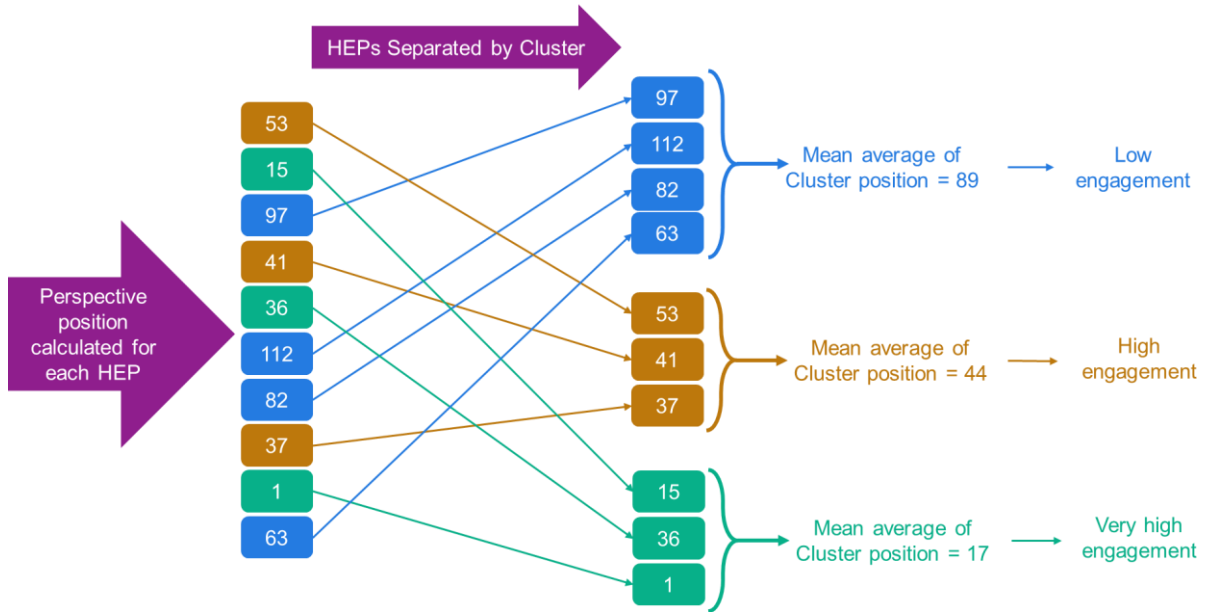 HEPs Separated by Cluster
Perspective
position
calculated for
each HEP
53
15
97
41
36
112
82
37
1
63
97
112
82
63
Mean average of
Cluster position = 89
Low
engagement
53
41
37
Mean average of
Cluster position = 44
High
engagement
15
36
1
Mean average of
Cluster position = 17
Very high
engagement